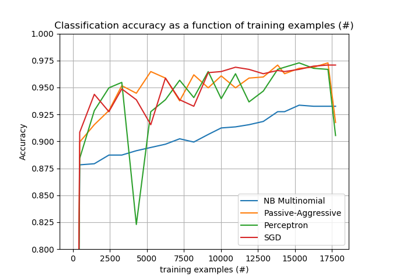 Classification accuracy as a function of training examples (#)
1.000
0.975
0.950
0.925
0.900
0.875
0.850
0.825
0.800
Accuracy
NB Multinomial
Passive-Aggressive
Perceptron
SGD
0 2500 5000 7500 10000 12500 15000 17500
training examples (#)